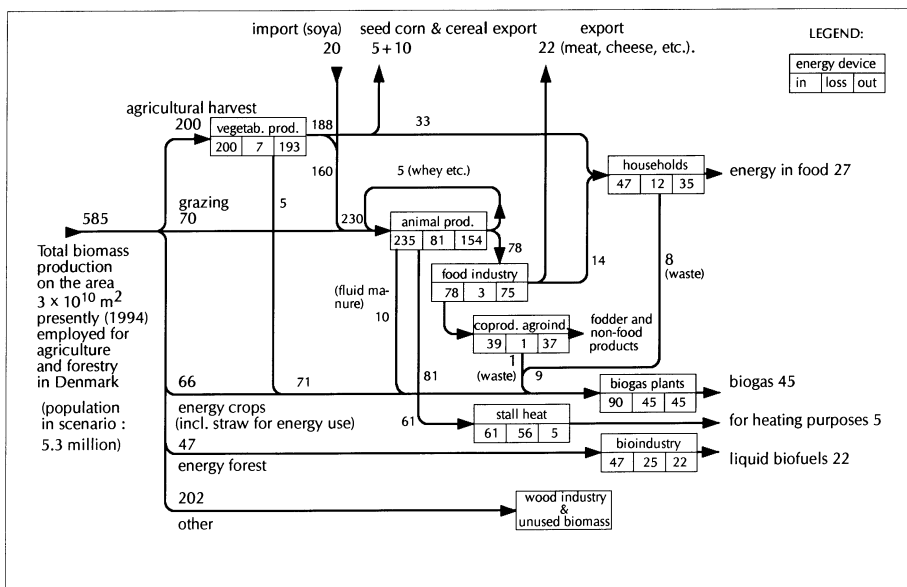 import (soya)
20
seed corn & cereal export
5 + 10
export
22 (meat, cheese, etc.).
LEGEND:
energy device
in loss out
agricultural harvest
200
vegetab. prod.
200 7 193
188
33
160
5 (whey etc.)
households
47 12 35
energy in food 27
585
grazing
70
5
230
animal prod.
235 81 154
78
14
8
(waste)
Total biomass
production
on the area
3 × 10¹⁰ m²
presently (1994)
employed for
agriculture
and forestry
in Denmark
(population
in scenario :
5.3 million)
food industry
78 3 75
(fluid ma-
nure)
10
coprod. agroind
39 1 37
fodder and
non-food
products
1
(waste)
9
81
66
71
energy crops
(incl. straw for energy use)
biogas plants
90 45 45
biogas 45
61
stall heat
61 56 5
for heating purposes 5
47
energy forest
bioindustry
47 25 22
liquid biofuels 22
202
other
wood industry
&
unused biomass